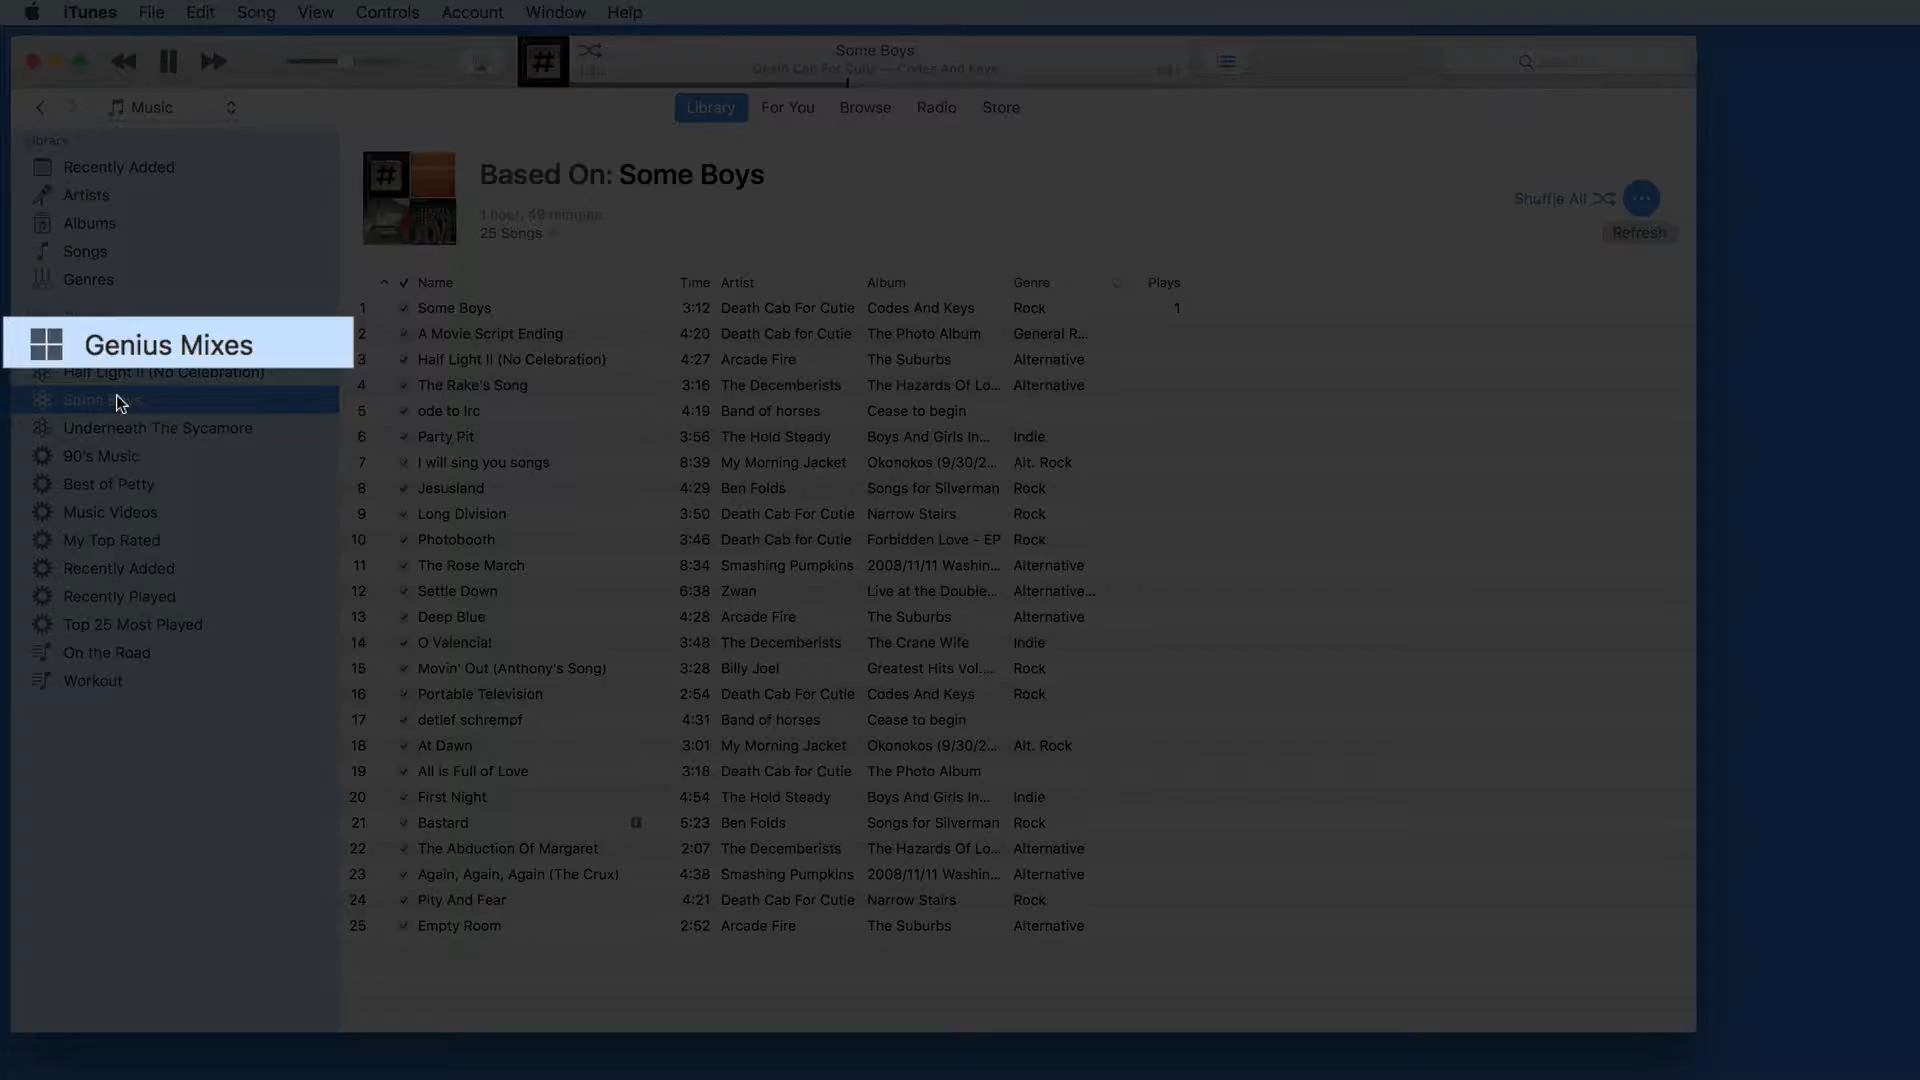 iTunes File Edit Song View Controls Account Window Help
Some Boys
Death Cab For Cutie — Codes And Keys
Music Library For You Browse Radio Store
Library
Recently Added
Artists
Albums
Songs
Genres
Genius Mixes
Half Light II (No Celebration)
Some Boys
Underneath The Sycamore
90's Music
Best of Petty
Music Videos
My Top Rated
Recently Added
Recently Played
Top 25 Most Played
On the Road
Workout
Based On: Some Boys
1 hour, 49 minutes
25 Songs
Shuffle All
Refresh
Name Time Artist Album Genre Plays
1 Some Boys 3:12 Death Cab For Cutie Codes And Keys Rock 1
2 A Movie Script Ending 4:20 Death Cab for Cutie The Photo Album General R...
3 Half Light II (No Celebration) 4:27 Arcade Fire The Suburbs Alternative
4 The Rake's Song 3:16 The Decemberists The Hazards Of Lo... Alternative
5 ode to lrc 4:19 Band of horses Cease to begin
6 Party Pit 3:56 The Hold Steady Boys And Girls In... Indie
7 I will sing you songs 8:39 My Morning Jacket Okonokos (9/30/2... Alt. Rock
8 Jesusland 4:29 Ben Folds Songs for Silverman Rock
9 Long Division 3:50 Death Cab For Cutie Narrow Stairs Rock
10 Photobooth 3:46 Death Cab for Cutie Forbidden Love - EP Rock
11 The Rose March 8:34 Smashing Pumpkins 2008/11/11 Washin... Alternative
12 Settle Down 6:38 Zwan Live at the Double... Alternative...
13 Deep Blue 4:28 Arcade Fire The Suburbs Alternative
14 O Valencia! 3:48 The Decemberists The Crane Wife Indie
15 Movin' Out (Anthony's Song) 3:28 Billy Joel Greatest Hits Vol.... Rock
16 Portable Television 2:54 Death Cab For Cutie Codes And Keys Rock
17 detlef schrempf 4:31 Band of horses Cease to begin
18 At Dawn 3:01 My Morning Jacket Okonokos (9/30/2... Alt. Rock
19 All is Full of Love 3:18 Death Cab for Cutie The Photo Album
20 First Night 4:54 The Hold Steady Boys And Girls In... Indie
21 Bastard 5:23 Ben Folds Songs for Silverman Rock
22 The Abduction Of Margaret 2:07 The Decemberists The Hazards Of Lo... Alternative
23 Again, Again, Again (The Crux) 4:38 Smashing Pumpkins 2008/11/11 Washin... Alternative
24 Pity And Fear 4:21 Death Cab For Cutie Narrow Stairs Rock
25 Empty Room 2:52 Arcade Fire The Suburbs Alternative